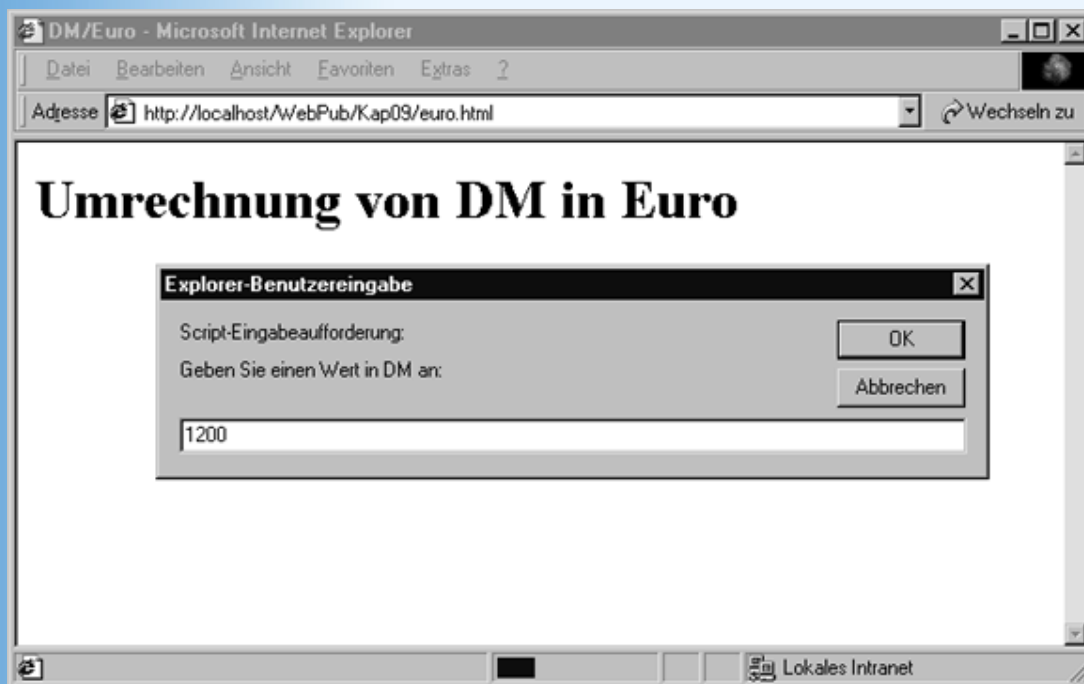 DM/Euro - Microsoft Internet Explorer
Datei Bearbeiten Ansicht Favoriten Extras ?
Adresse http://localhost/WebPub/Kap09/euro.html Wechseln zu
Umrechnung von DM in Euro
Explorer-Benutzereingabe
Script-Eingabeaufforderung:
OK
Geben Sie einen Wert in DM an:
Abbrechen
1200
Lokales Intranet